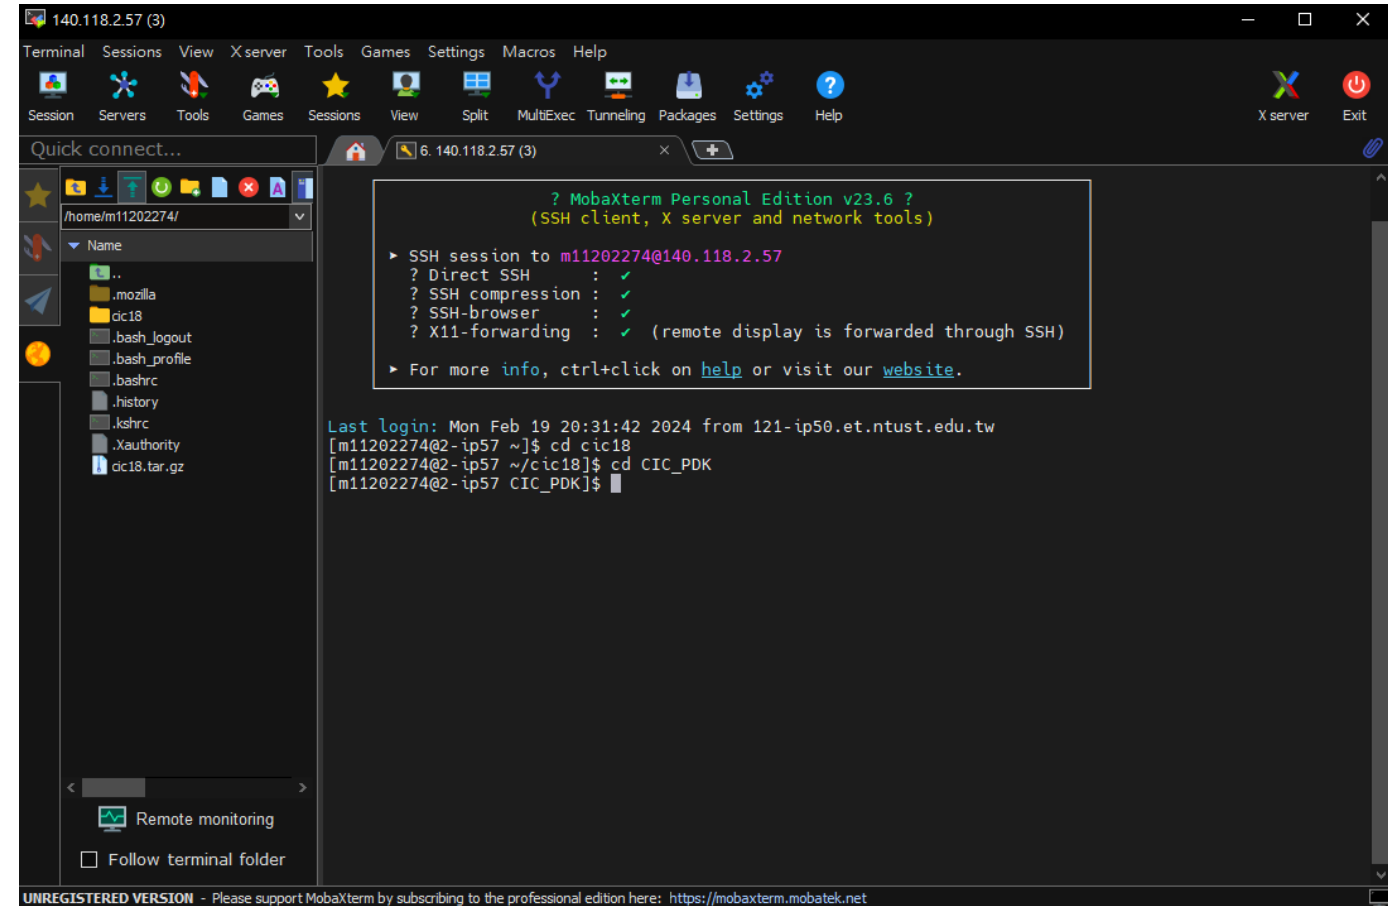 140.118.2.57 (3)
Terminal Sessions View X server Tools Games Settings Macros Help
Session Servers Tools Games Sessions View Split MultiExec Tunneling Packages Settings Help X server Exit
Quick connect...
6. 140.118.2.57 (3)
/home/m11202274/
Name
..
.mozilla
cic18
.bash_logout
.bash_profile
.bashrc
.history
.kshrc
.Xauthority
cic18.tar.gz
Remote monitoring
Follow terminal folder
? MobaXterm Personal Edition v23.6 ?
(SSH client, X server and network tools)
► SSH session to m11202274@140.118.2.57
? Direct SSH : ✔
? SSH compression : ✔
? SSH-browser : ✔
? X11-forwarding : ✔ (remote display is forwarded through SSH)
► For more info, ctrl+click on help or visit our website.
Last login: Mon Feb 19 20:31:42 2024 from 121-ip50.et.ntust.edu.tw
[m11202274@2-ip57 ~]$ cd cic18
[m11202274@2-ip57 ~/cic18]$ cd CIC_PDK
[m11202274@2-ip57 CIC_PDK]$
UNREGISTERED VERSION - Please support MobaXterm by subscribing to the professional edition here: https://mobaxterm.mobatek.net